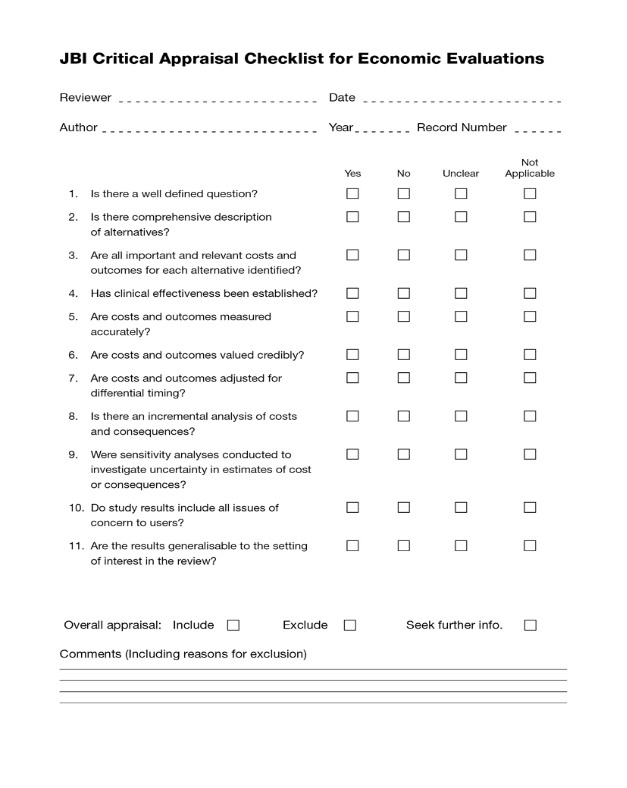 JBI Critical Appraisal Checklist for Economic Evaluations
Reviewer _ _ _ _ _ _ _ _ _ _ _ _ _ _ _ _ _ _ _ _ _ _ _ _ Date _ _ _ _ _ _ _ _ _ _ _ _ _ _ _ _ _ _ _ _ _ _ _ _
Author _ _ _ _ _ _ _ _ _ _ _ _ _ _ _ _ _ _ _ _ _ _ _ _ _ _ Year _ _ _ _ _ _ _ Record Number _ _ _ _ _ _
Not
Yes No Unclear Applicable
1. Is there a well defined question? □ □ □ □
2. Is there comprehensive description □ □ □ □
of alternatives?
3. Are all important and relevant costs and □ □ □ □
outcomes for each alternative identified?
4. Has clinical effectiveness been established? □ □ □ □
5. Are costs and outcomes measured □ □ □ □
accurately?
6. Are costs and outcomes valued credibly? □ □ □ □
7. Are costs and outcomes adjusted for □ □ □ □
differential timing?
8. Is there an incremental analysis of costs □ □ □ □
and consequences?
9. Were sensitivity analyses conducted to □ □ □ □
investigate uncertainty in estimates of cost
or consequences?
10. Do study results include all issues of □ □ □ □
concern to users?
11. Are the results generalisable to the setting □ □ □ □
of interest in the review?
Overall appraisal: Include □ Exclude □ Seek further info. □
Comments (Including reasons for exclusion)